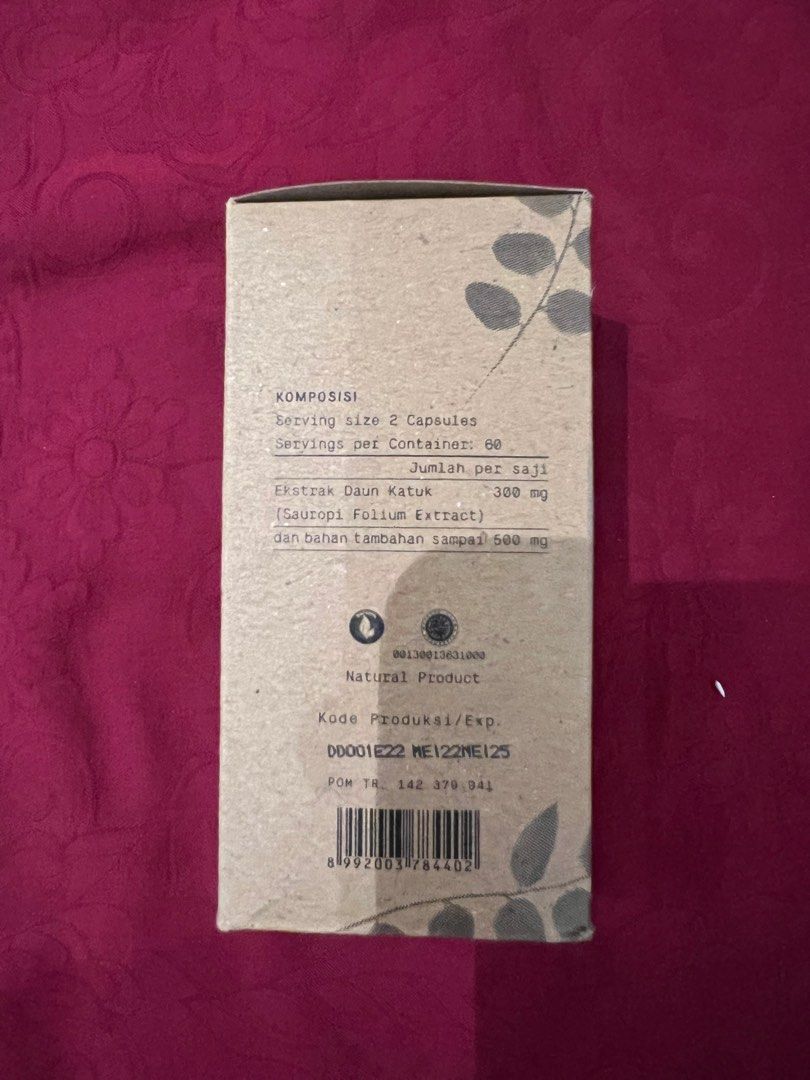 KOMPOSISI
Serving size 2 Capsules
Servings per Container: 60
Jumlah per saji
Ekstrak Daun Katuk 300 mg
(Sauropi Folium Extract)
dan bahan tambahan sampai 500 mg
00130013631000
Natural Product
Kode Produksi/Exp.
DD001E22 MEI22MEI25
POM TR. 142 370 041
8 992003 784402